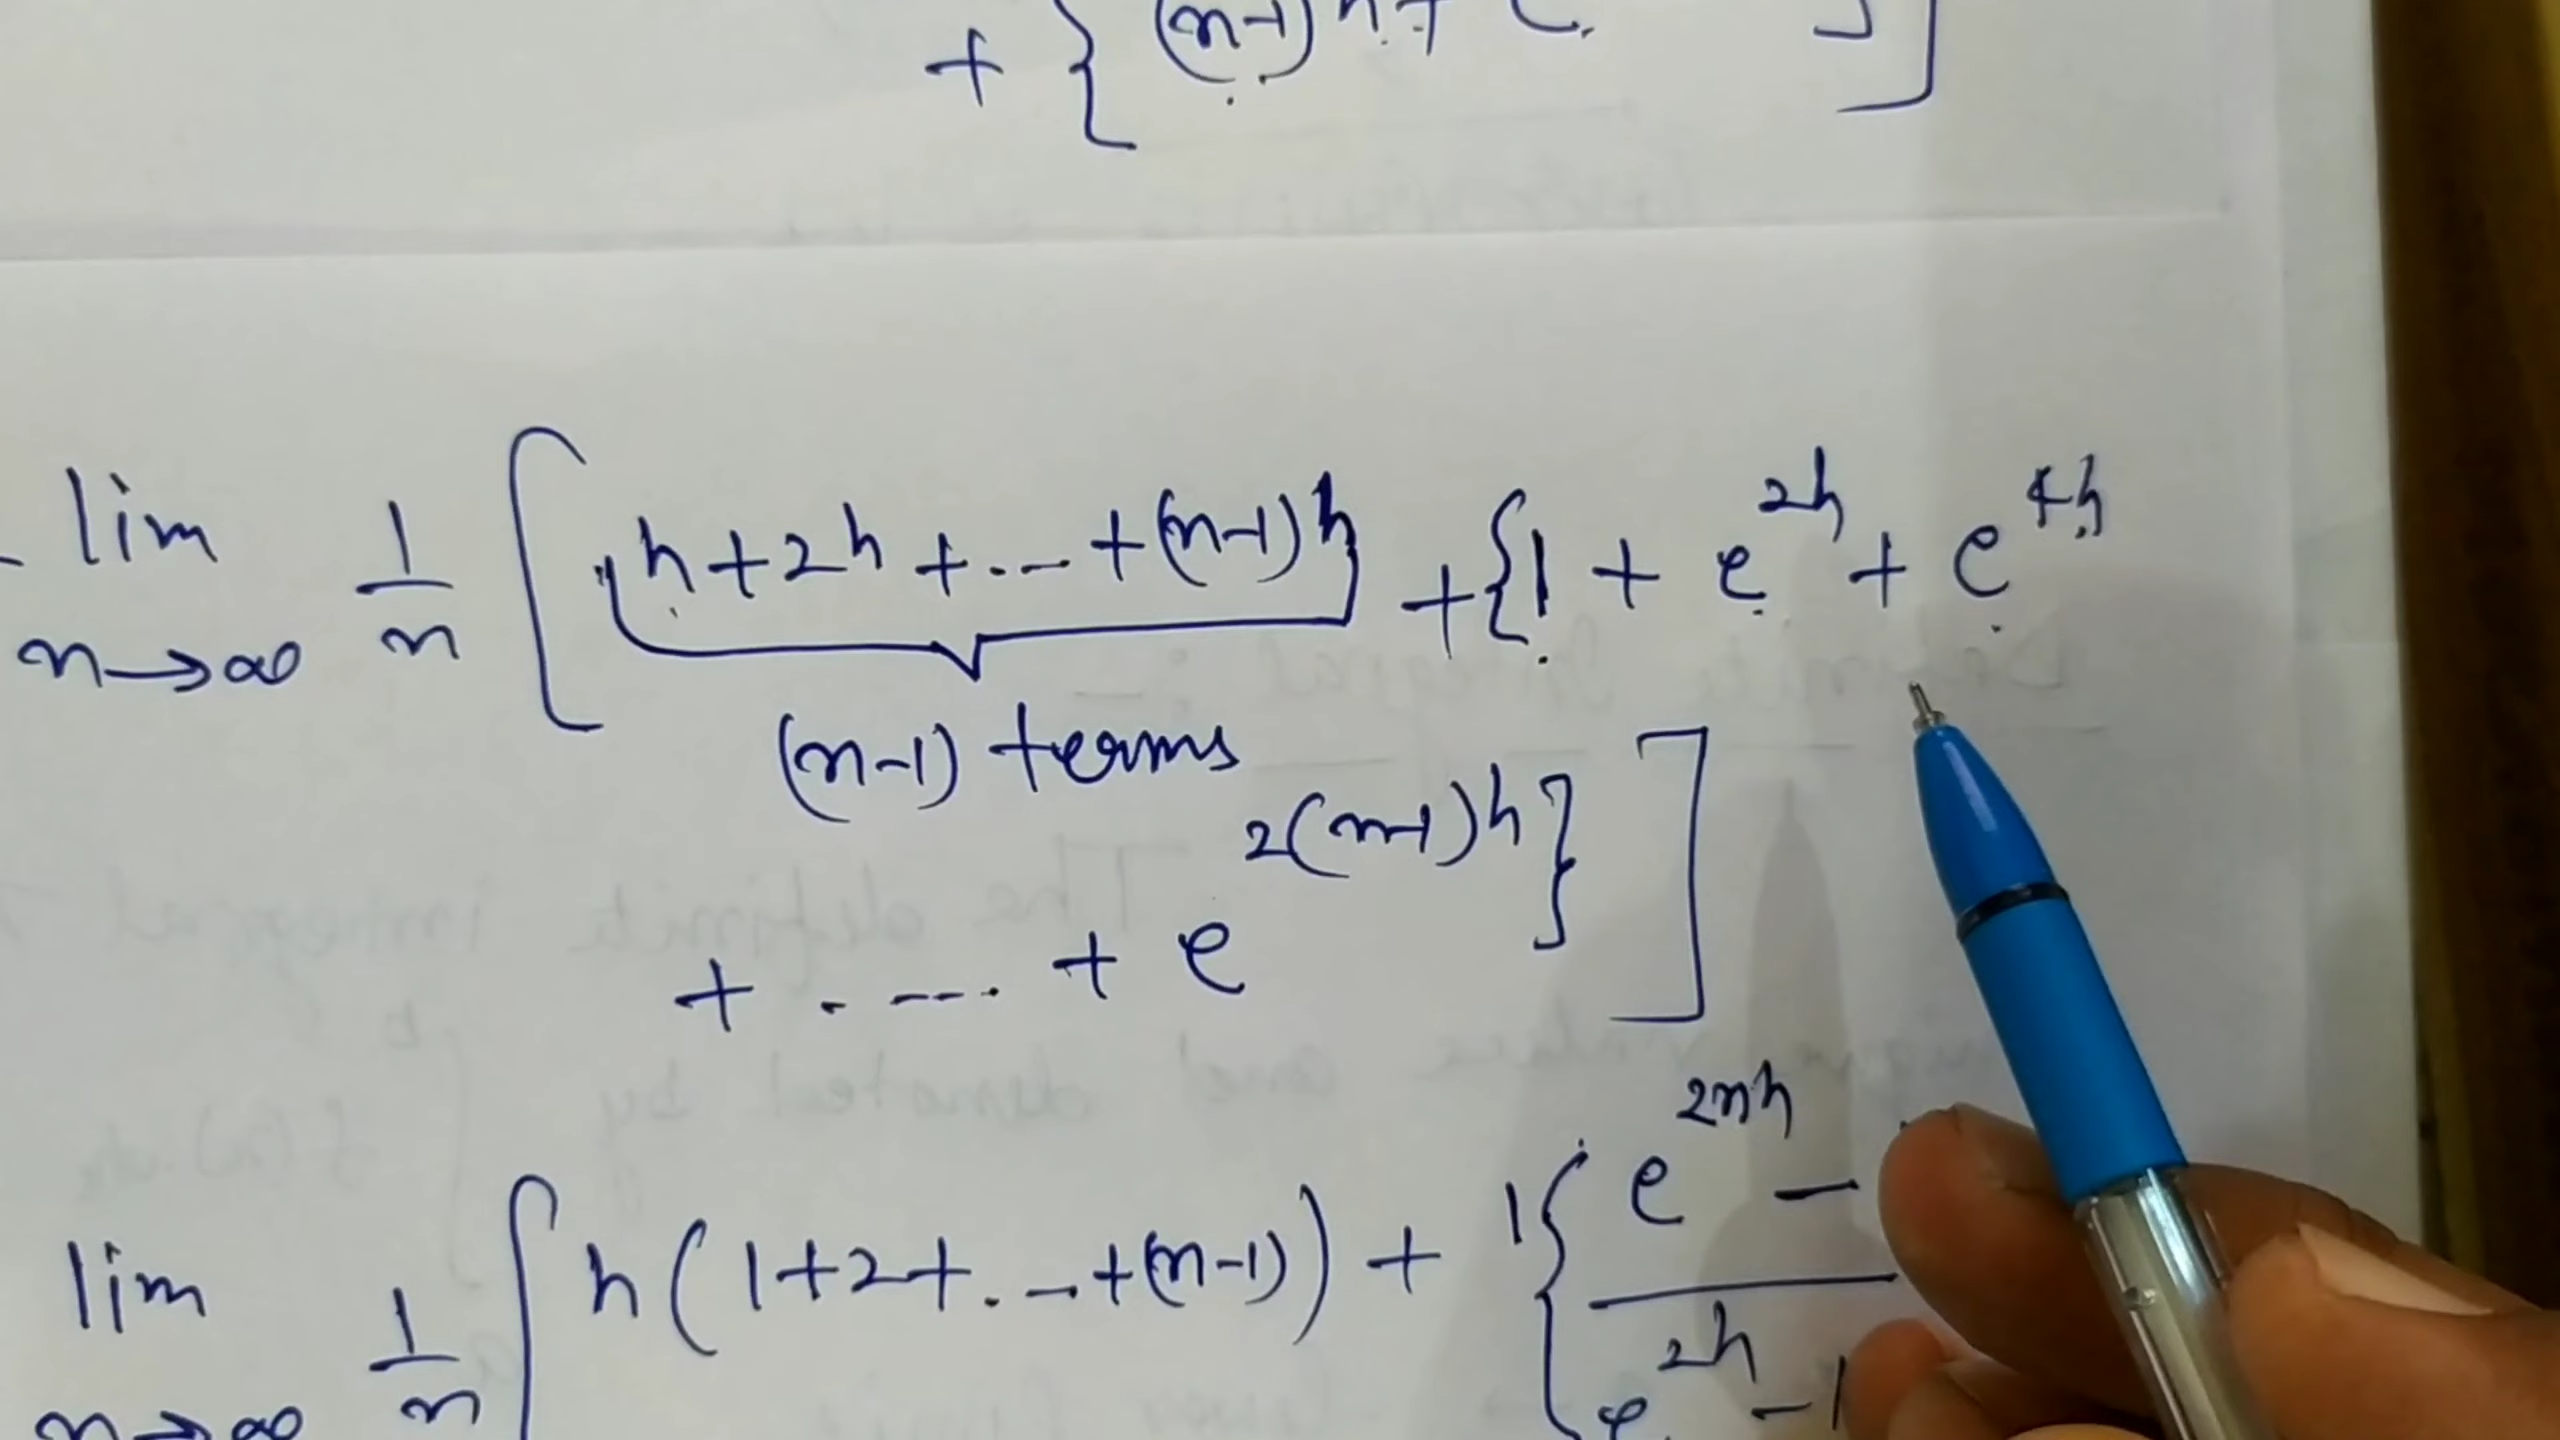 + { (n-1)h +
lim n→∞ 1/n [ {h+2h+...+(n-1)h} + {1 + e^2h + e^4h
(n-1) terms
+ ..... + e^2(n-1)h} ]
lim n→∞ 1/n [ h(1+2+...+(n-1)) + 1{ e^2nh - / e^2h - 1